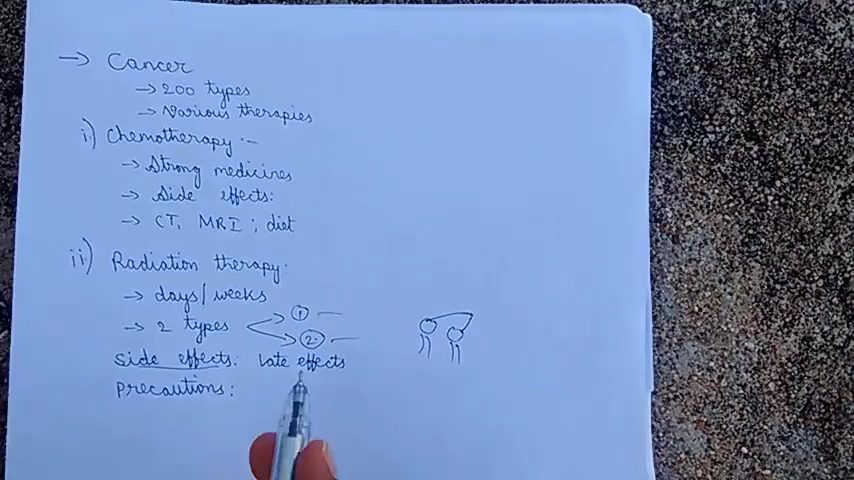 → Cancer
→ 200 types
→ Various therapies
i) Chemotherapy :-
→ Strong medicines
→ Side effects:
→ CT, MRI ; diet
ii) Radiation therapy:
→ days/weeks
→ 2 types ① —
② —
Side effects: Late effects
Precautions: